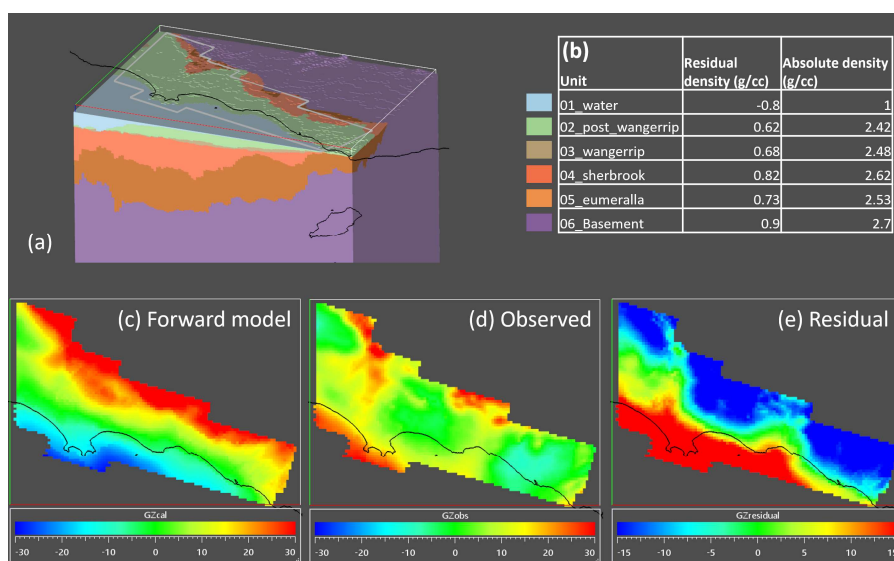 (a)
(b)
Unit Residual density (g/cc) Absolute density (g/cc)
01_water -0.8 1
02_post_wangerrip 0.62 2.42
03_wangerrip 0.68 2.48
04_sherbrook 0.82 2.62
05_eumeralla 0.73 2.53
06_Basement 0.9 2.7
(c) Forward model
(d) Observed
(e) Residual
GZcal
-30 -20 -10 0 10 20 30
GZobs
-30 -20 -10 0 10 20 30
GZresidual
-15 -10 -5 0 5 10 15